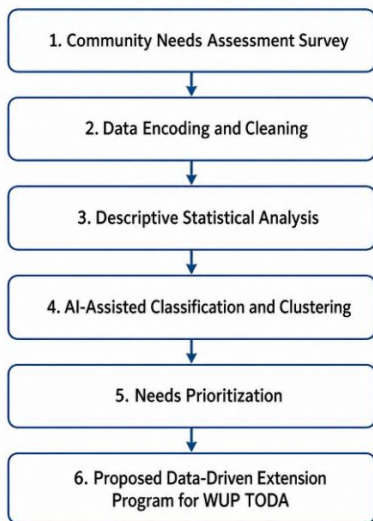 1. Community Needs Assessment Survey
2. Data Encoding and Cleaning
3. Descriptive Statistical Analysis
4. AI-Assisted Classification and Clustering
5. Needs Prioritization
6. Proposed Data-Driven Extension
Program for WUP TODA